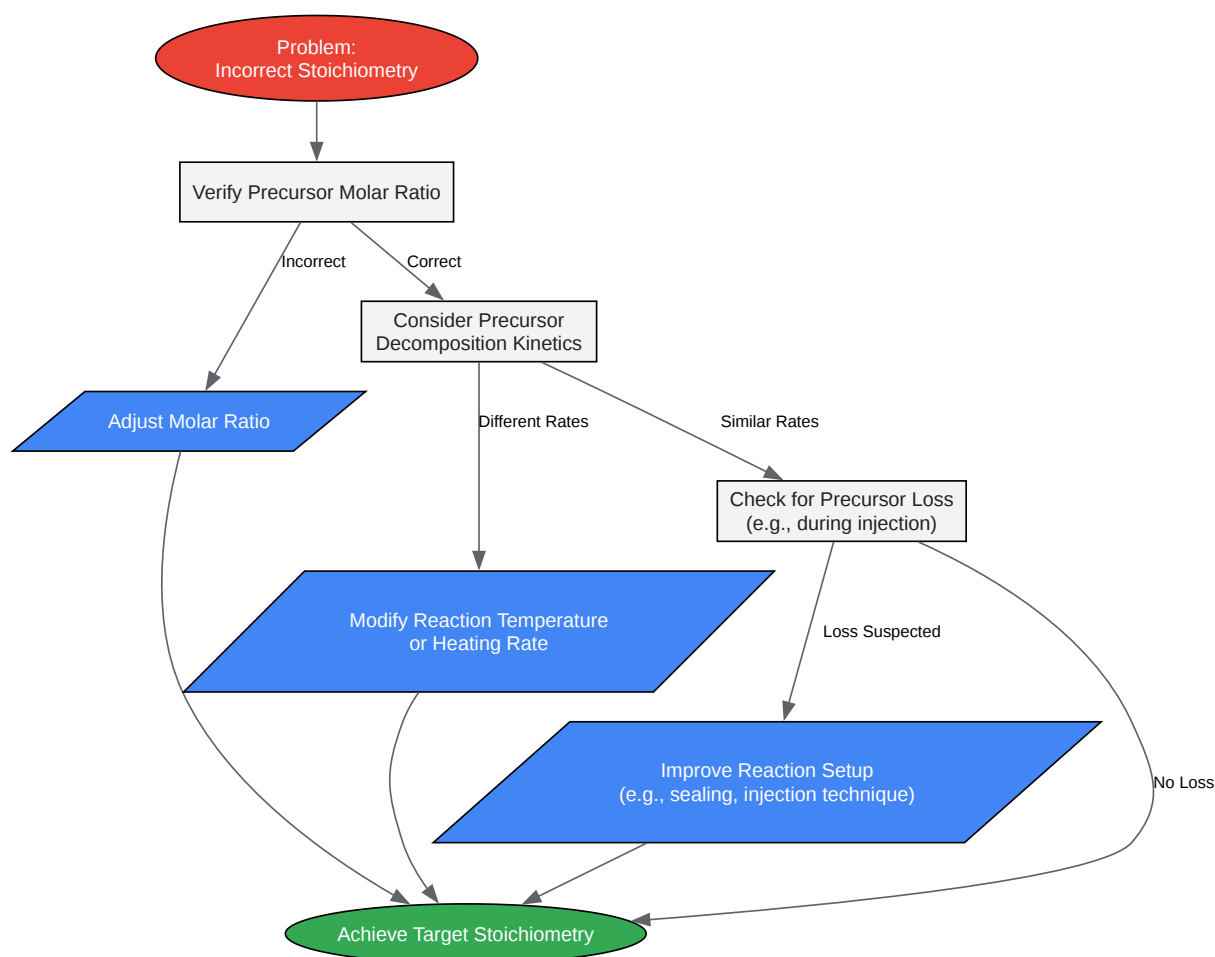 Problem:
Incorrect Stoichiometry
Verify Precursor Molar Ratio
Incorrect
Correct
Consider Precursor
Decomposition Kinetics
Adjust Molar Ratio
Different Rates
Similar Rates
Check for Precursor Loss
(e.g., during injection)
Modify Reaction Temperature
or Heating Rate
Loss Suspected
Improve Reaction Setup
(e.g., sealing, injection technique)
No Loss
Achieve Target Stoichiometry